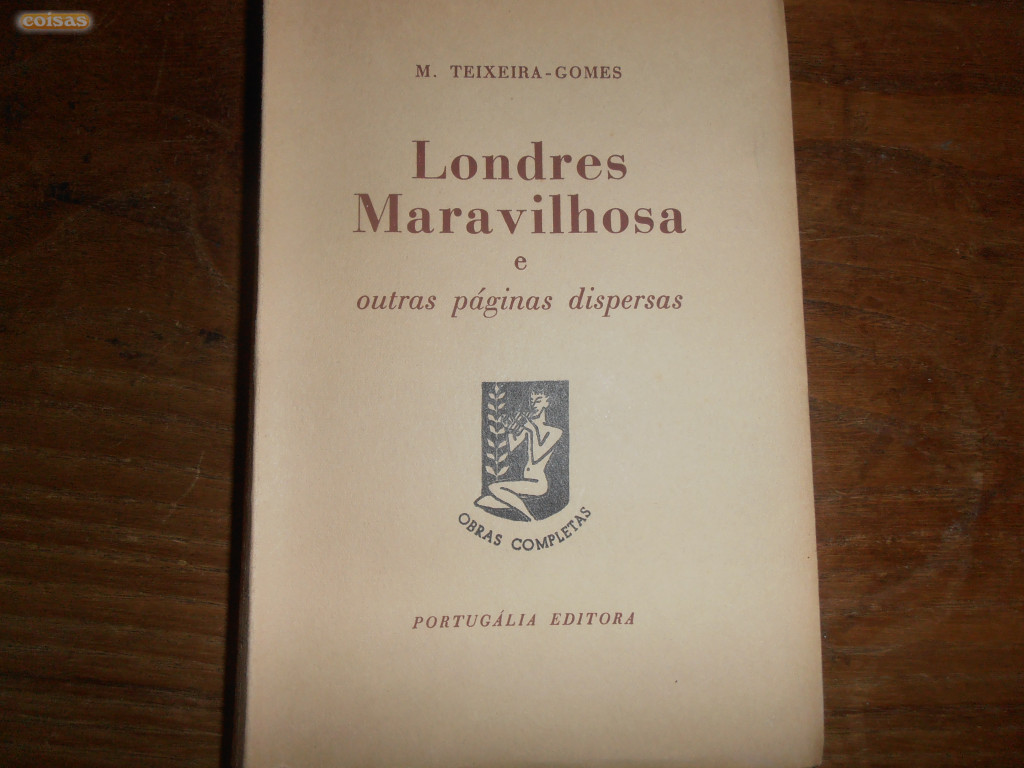 coisas
M. TEIXEIRA-GOMES
Londres
Maravilhosa
e
outras páginas dispersas
OBRAS COMPLETAS
PORTUGÁLIA EDITORA